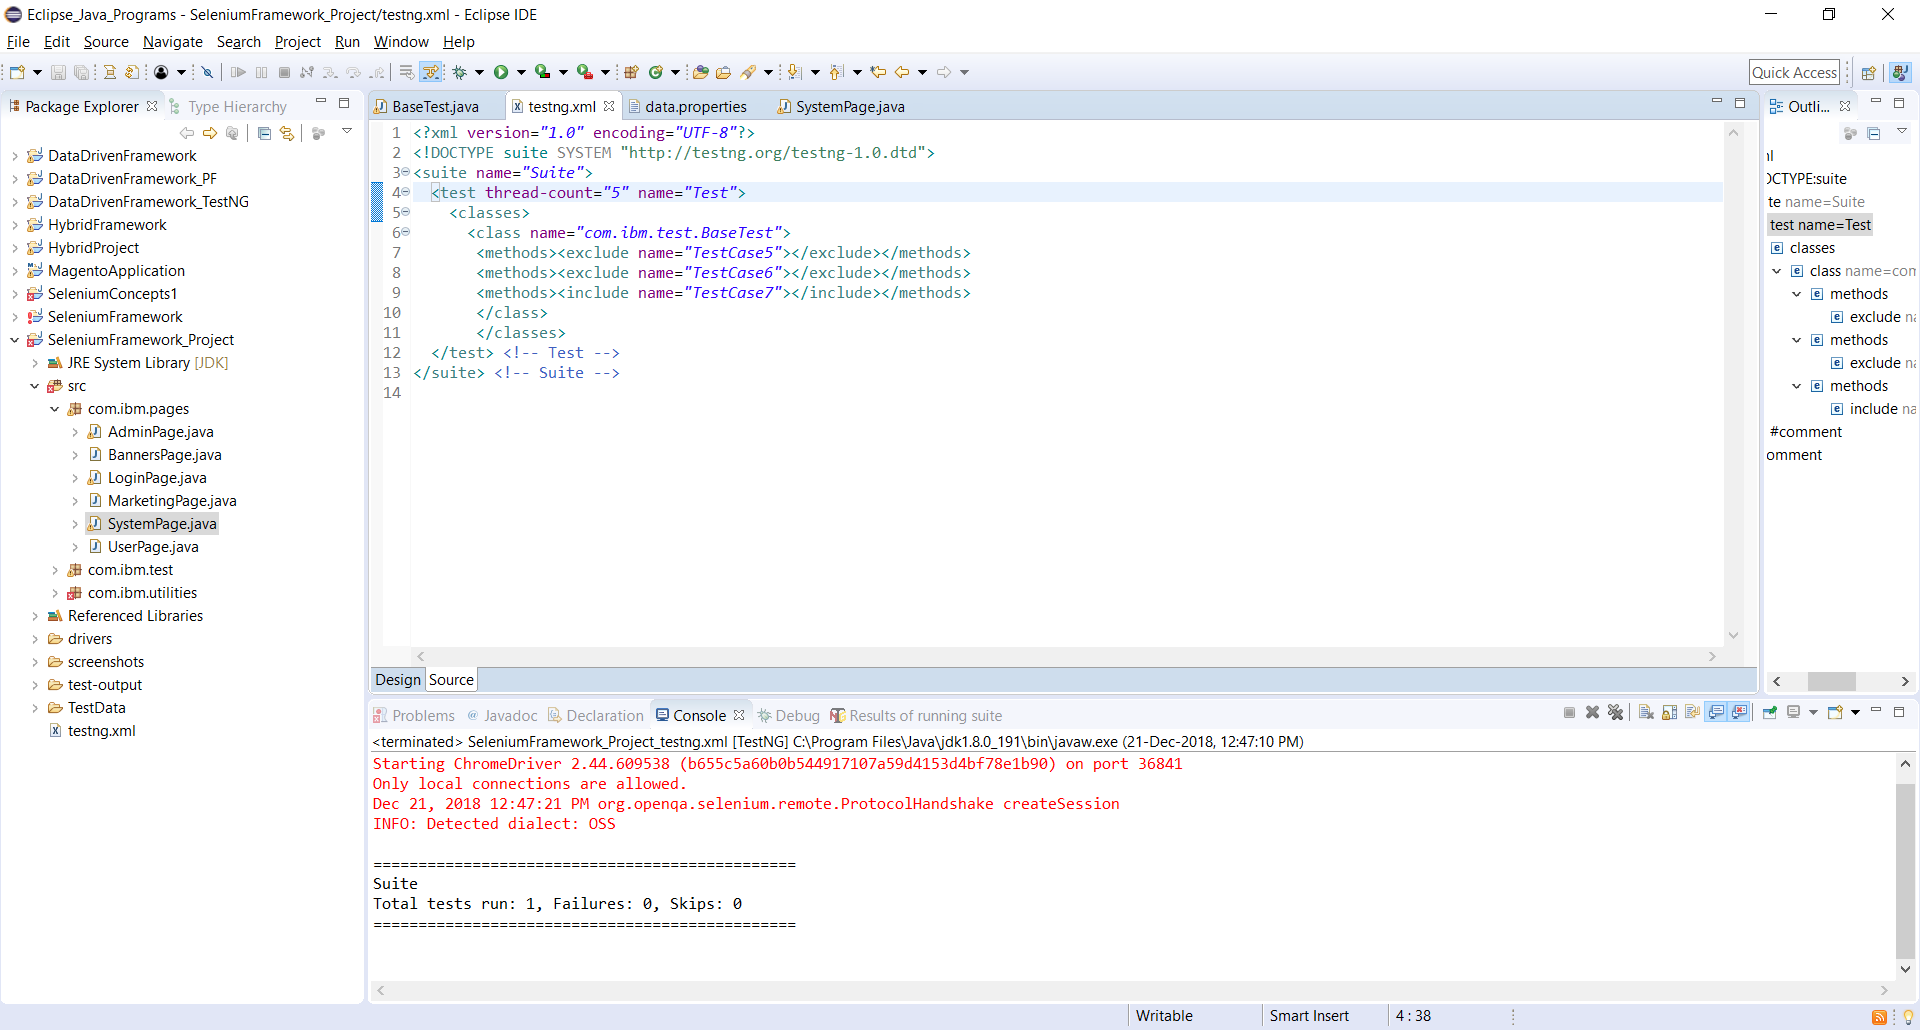 Eclipse_Java_Programs - SeleniumFramework_Project/testng.xml - Eclipse IDE
File Edit Source Navigate Search Project Run Window Help
Quick Access
Package Explorer Type Hierarchy
DataDrivenFramework
DataDrivenFramework_PF
DataDrivenFramework_TestNG
HybridFramework
HybridProject
MagentoApplication
SeleniumConcepts1
SeleniumFramework
SeleniumFramework_Project
JRE System Library [JDK]
src
com.ibm.pages
AdminPage.java
BannersPage.java
LoginPage.java
MarketingPage.java
SystemPage.java
UserPage.java
com.ibm.test
com.ibm.utilities
Referenced Libraries
drivers
screenshots
test-output
TestData
testng.xml
BaseTest.java testng.xml data.properties SystemPage.java
1 <?xml version="1.0" encoding="UTF-8"?>
2 <!DOCTYPE suite SYSTEM "http://testng.org/testng-1.0.dtd">
3 <suite name="Suite">
4 <test thread-count="5" name="Test">
5 <classes>
6 <class name="com.ibm.test.BaseTest">
7 <methods><exclude name="TestCase5"></exclude></methods>
8 <methods><exclude name="TestCase6"></exclude></methods>
9 <methods><include name="TestCase7"></include></methods>
10 </class>
11 </classes>
12 </test> <!-- Test -->
13 </suite> <!-- Suite -->
14
Design Source
Outli...
ml
OCTYPE:suite
te name=Suite
test name=Test
classes
class name=com
methods
exclude na
methods
exclude na
methods
include na
#comment
omment
Problems Javadoc Declaration Console Debug Results of running suite
<terminated> SeleniumFramework_Project_testng.xml [TestNG] C:\Program Files\Java\jdk1.8.0_191\bin\javaw.exe (21-Dec-2018, 12:47:10 PM)
Starting ChromeDriver 2.44.609538 (b655c5a60b0b544917107a59d4153d4bf78e1b90) on port 36841
Only local connections are allowed.
Dec 21, 2018 12:47:21 PM org.openqa.selenium.remote.ProtocolHandshake createSession
INFO: Detected dialect: OSS
===============================================
Suite
Total tests run: 1, Failures: 0, Skips: 0
===============================================
Writable Smart Insert 4 : 38